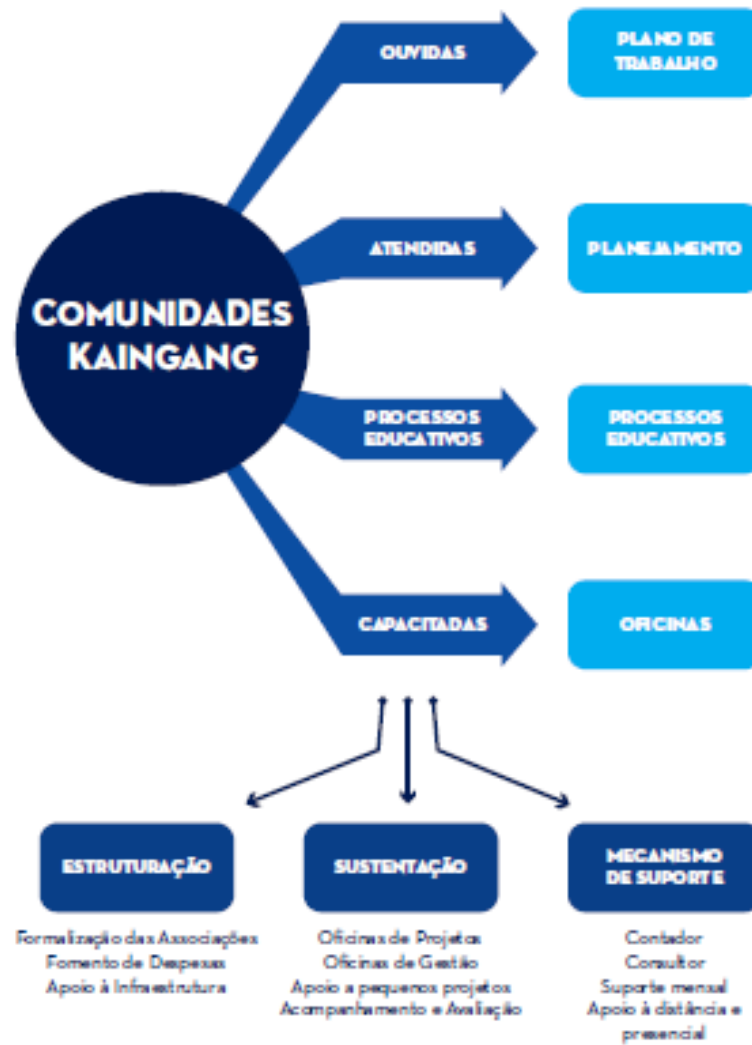 OUVIDAS
PLANO DE
TRABALHO
ATENDIDAS
PLANEJAMENTO
COMUNIDADES
KAINGANG
PROCESSOS
EDUCATIVOS
PROCESSOS
EDUCATIVOS
CAPACITADAS
OFICINAS
ESTRUTURAÇÃO
Formalização das Associações
Fomento de Despesas
Apoio à Infraestrutura
SUSTENTAÇÃO
Oficinas de Projetos
Oficinas de Gestão
Apoio a pequenos projetos
Acompanhamento e Avaliação
MECANISMO
DE SUPORTE
Contador
Consultor
Suporte mensal
Apoio à distância e
presencial